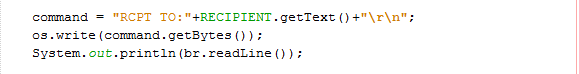 command = "RCPT TO:"+RECIPIENT.getText()+"\r\n";
os.write(command.getBytes());
System.out.println(br.readLine());